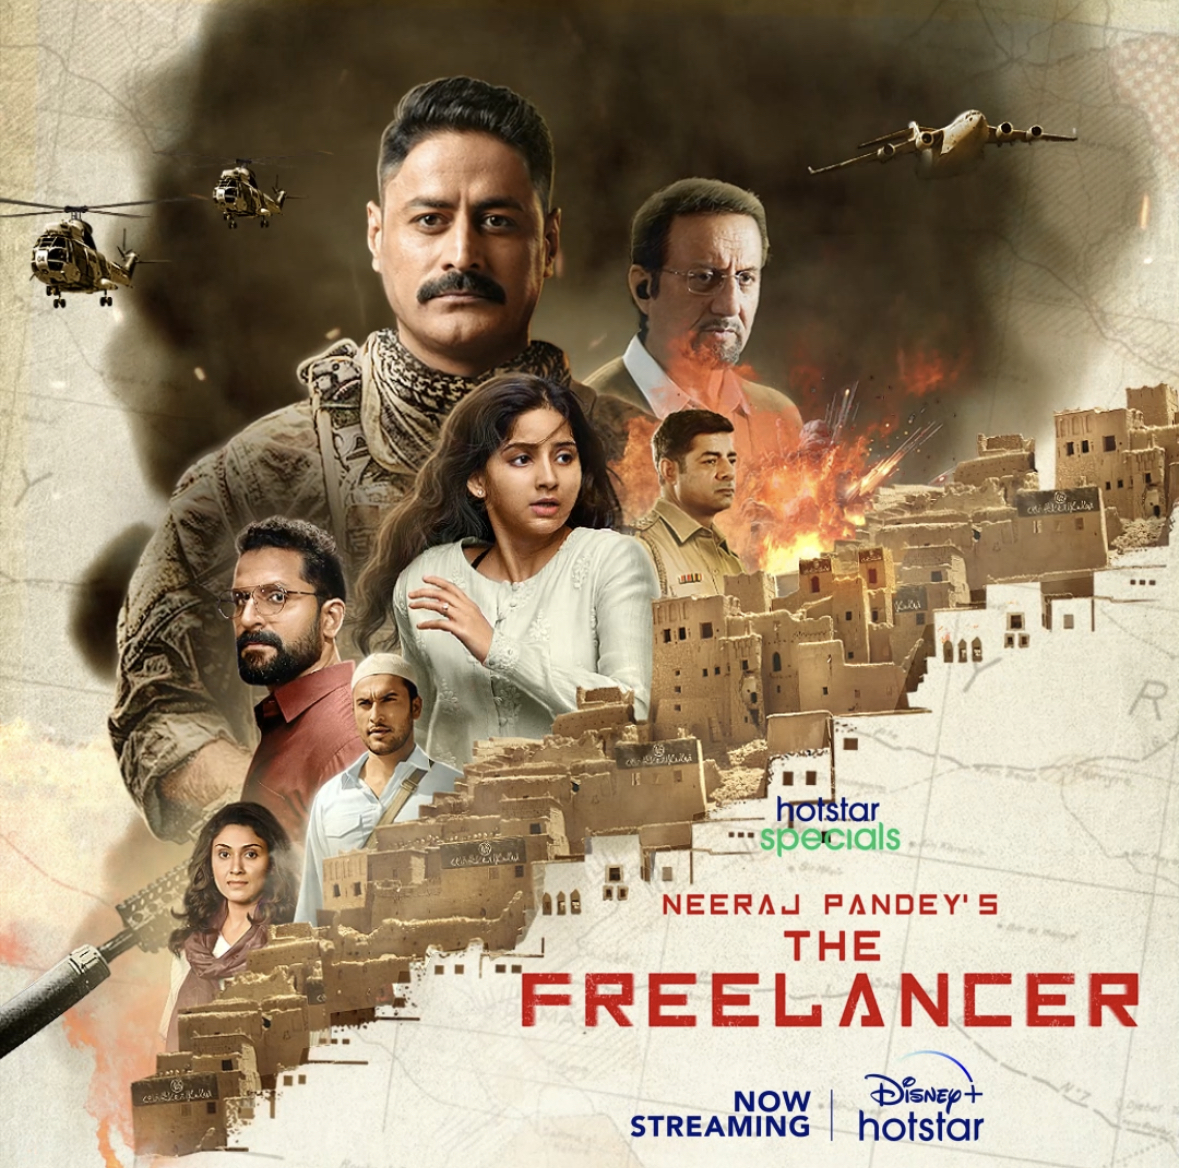 hotstar
specials
NEERAJ PANDEY'S
THE
FREELANCER
NOW
STREAMING
Disney+
hotstar